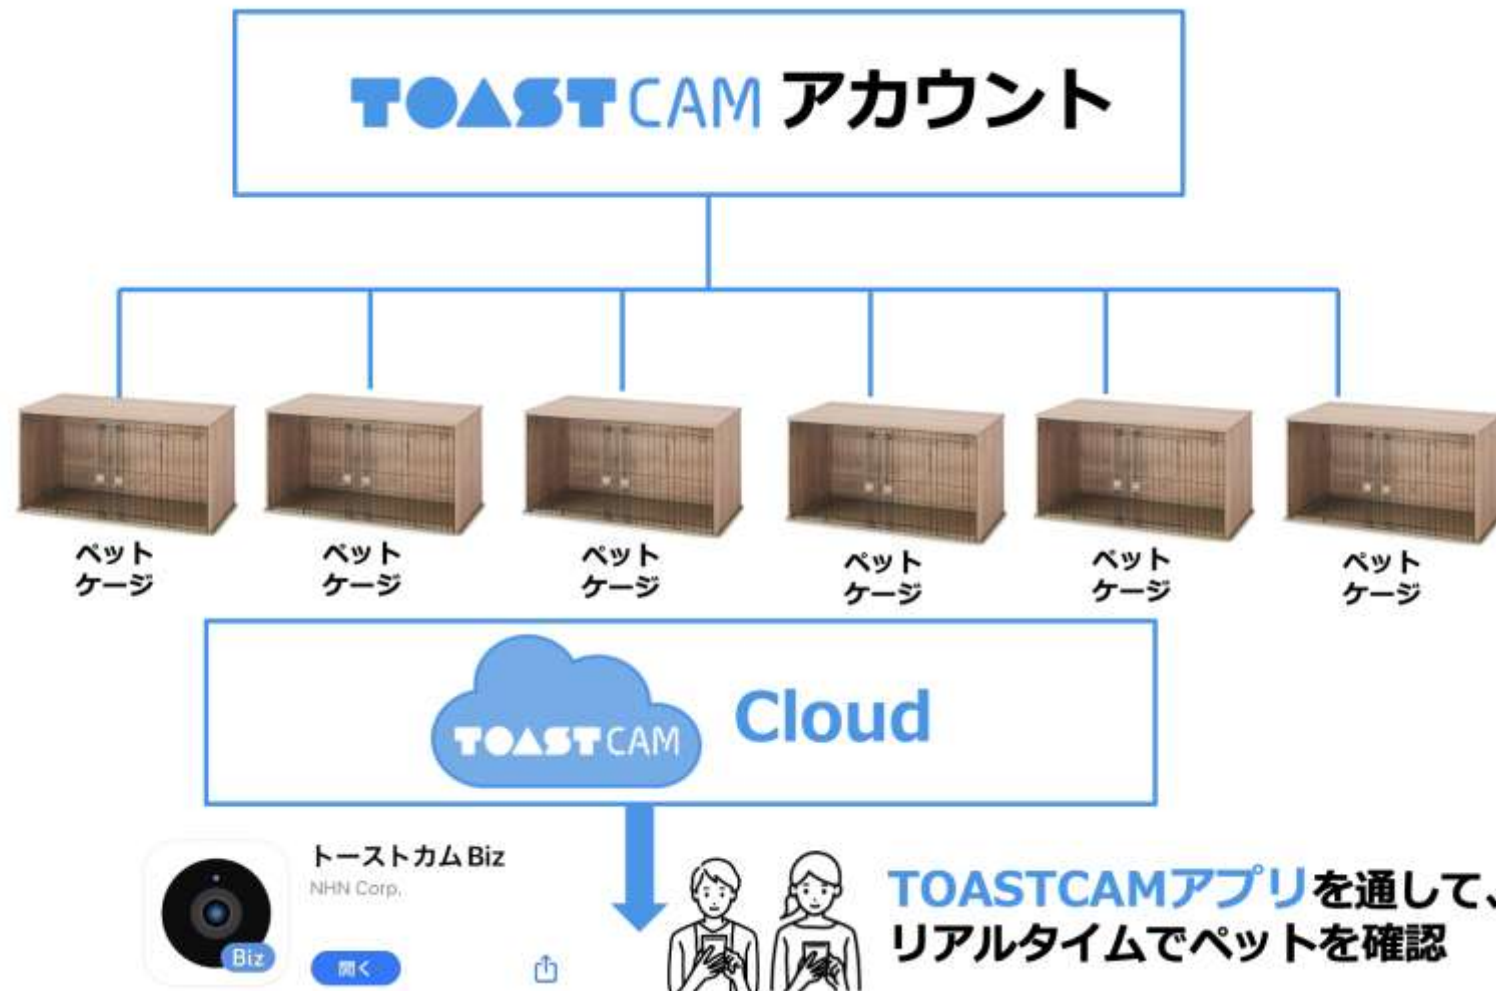 TOASTCAM アカウント
ペット
ケージ
ペット
ケージ
ペット
ケージ
ペット
ケージ
ペット
ケージ
ペット
ケージ
TOASTCAM Cloud
トーストカム Biz
NHN Corp.
Biz
開く
TOASTCAMアプリを通して、
リアルタイムでペットを確認